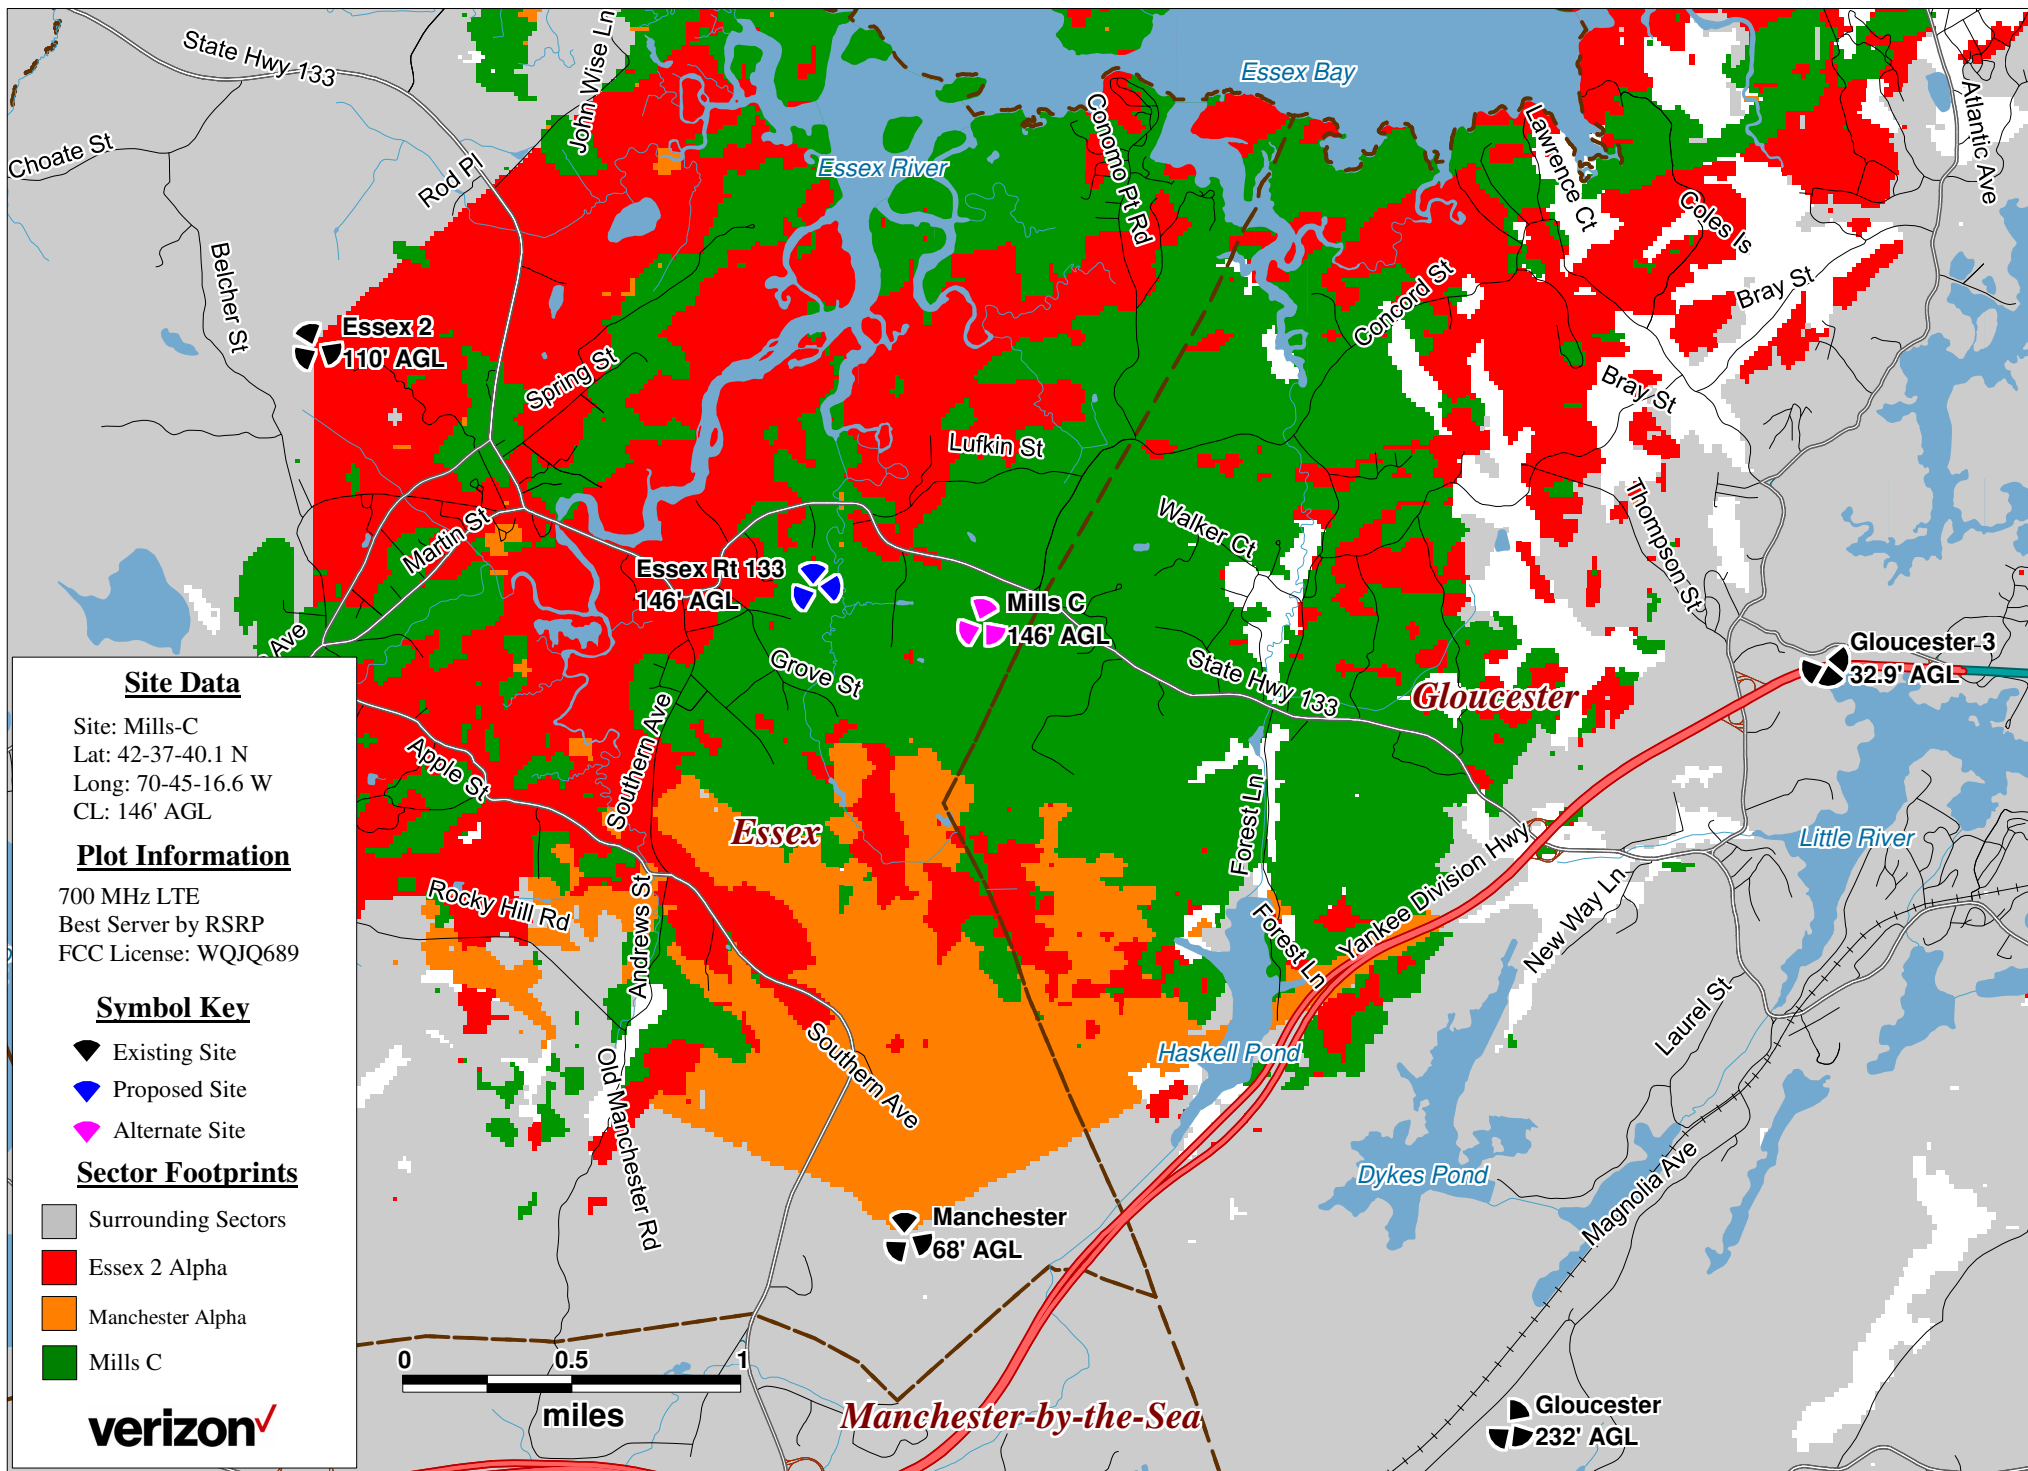 State Hwy 133
John Wise Ln
Essex Bay
Atlantic Ave
Choate St
Rod Pl
Essex River
Conomo Pt Rd
Lawrence Ct
Coles Is
Belcher St
Bray St
Concord St
Essex 2
110' AGL
Spring St
Bray St
Lufkin St
Martin St
Walker Ct
Thompson St
Essex Rt 133
146' AGL
Mills C
146' AGL
Ave
Grove St
State Hwy 133
Gloucester
Gloucester 3
32.9' AGL
Apple St
Southern Ave
Essex
Forest Ln
Yankee Division Hwy
Little River
Rocky Hill Rd
Andrews St
Forest Ln
New Way Ln
Laurel St
Old Manchester Rd
Southern Ave
Haskell Pond
Dykes Pond
Magnolia Ave
Manchester
68' AGL
Manchester-by-the-Sea
Gloucester
232' AGL
0 0.5 1
miles
Site Data
Site: Mills-C
Lat: 42-37-40.1 N
Long: 70-45-16.6 W
CL: 146' AGL
Plot Information
700 MHz LTE
Best Server by RSRP
FCC License: WQJQ689
Symbol Key
Existing Site
Proposed Site
Alternate Site
Sector Footprints
Surrounding Sectors
Essex 2 Alpha
Manchester Alpha
Mills C
verizon